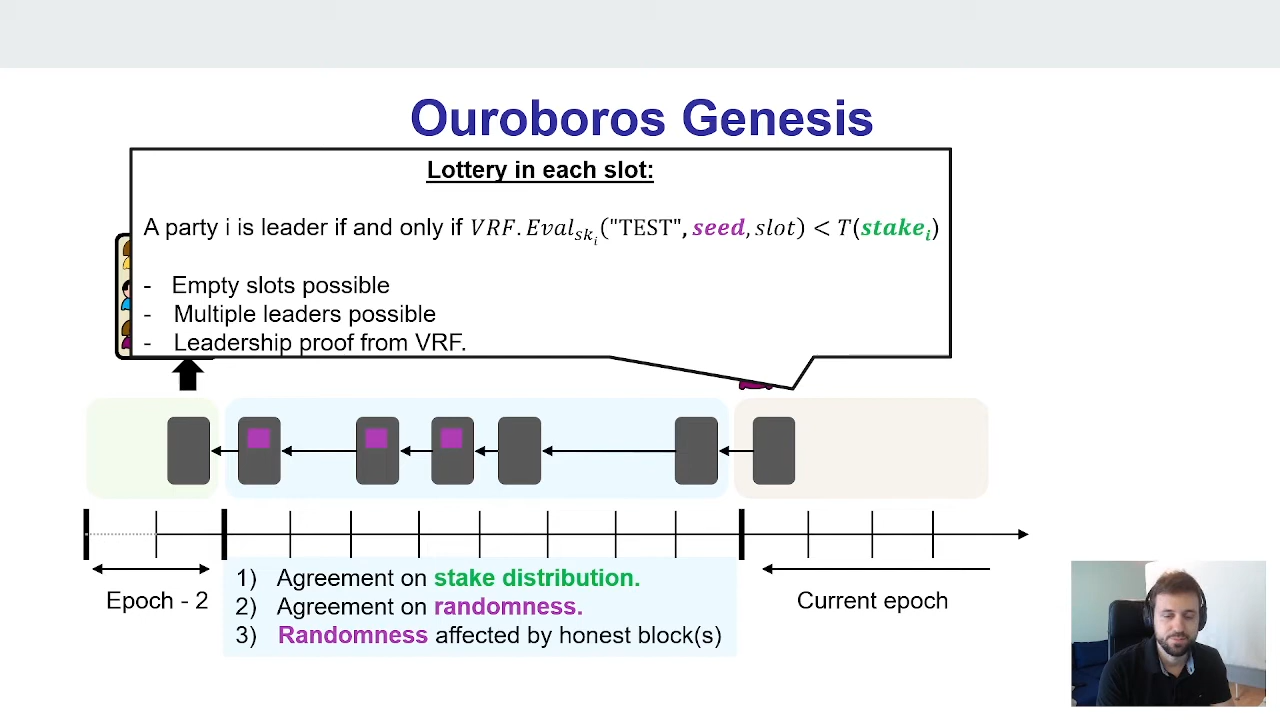 Ouroboros Genesis
Lottery in each slot:
A party i is leader if and only if VRF.Eval_{sk_i}("TEST", seed, slot) < T(stake_i)
- Empty slots possible
- Multiple leaders possible
- Leadership proof from VRF.
1) Agreement on stake distribution.
2) Agreement on randomness.
3) Randomness affected by honest block(s)
Epoch - 2
Current epoch